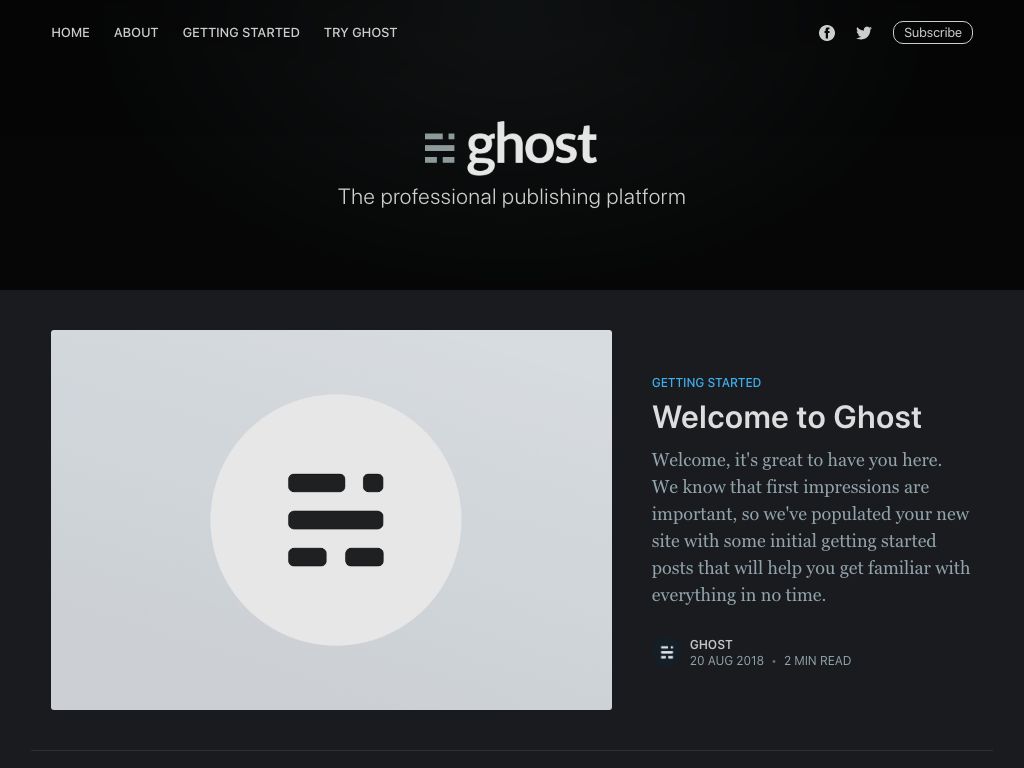 HOME ABOUT GETTING STARTED TRY GHOST Subscribe
ghost
The professional publishing platform
GETTING STARTED
Welcome to Ghost
Welcome, it's great to have you here.
We know that first impressions are
important, so we've populated your new
site with some initial getting started
posts that will help you get familiar with
everything in no time.
GHOST
20 AUG 2018 • 2 MIN READ